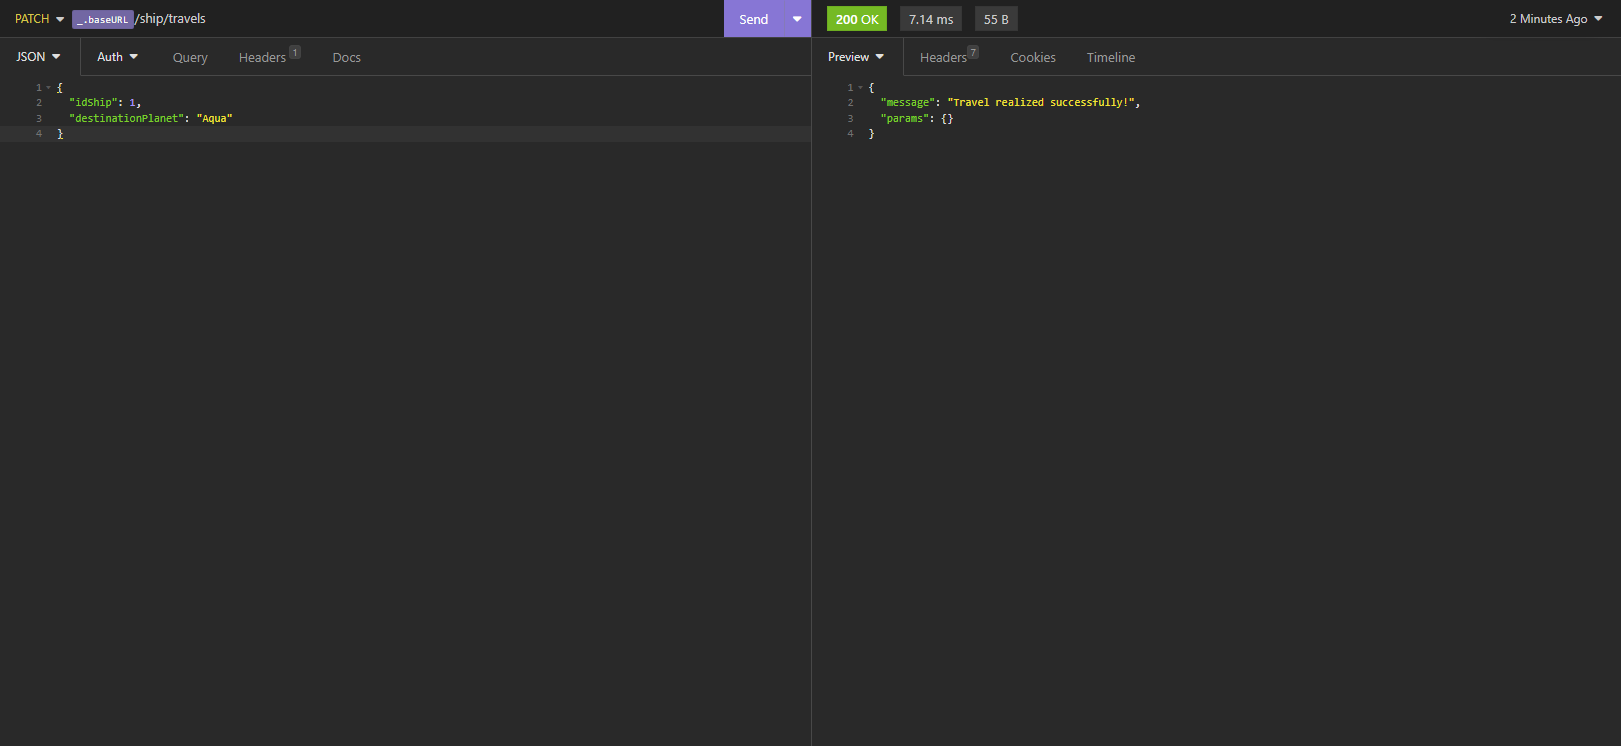 PATCH _.baseURL /ship/travels Send
200 OK 7.14 ms 55 B 2 Minutes Ago
JSON Auth Query Headers 1 Docs
Preview Headers 7 Cookies Timeline
1 {
2 "idShip": 1,
3 "destinationPlanet": "Aqua"
4 }
1 {
2 "message": "Travel realized successfully!",
3 "params": {}
4 }